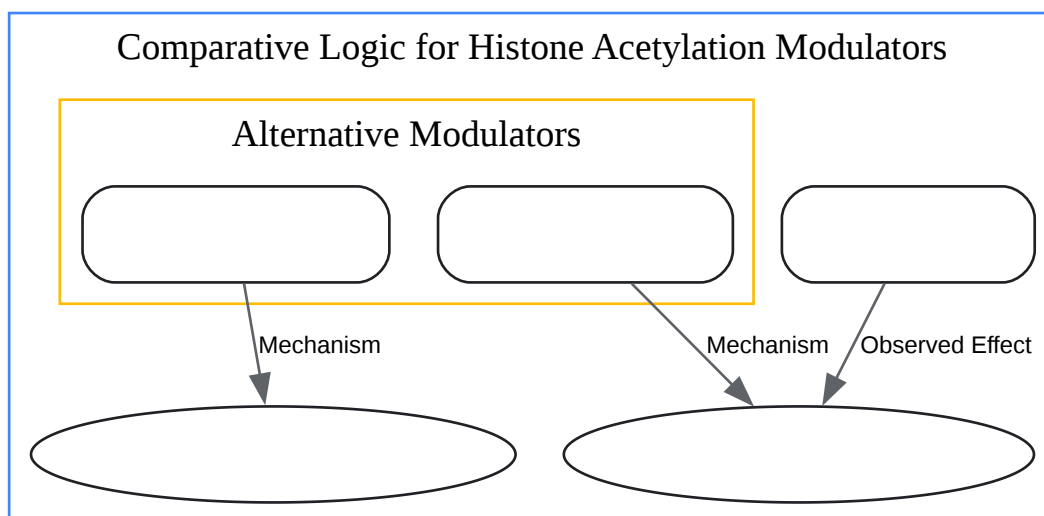 Comparative Logic for Histone Acetylation Modulators
Alternative Modulators
Mechanism
Mechanism
Observed Effect